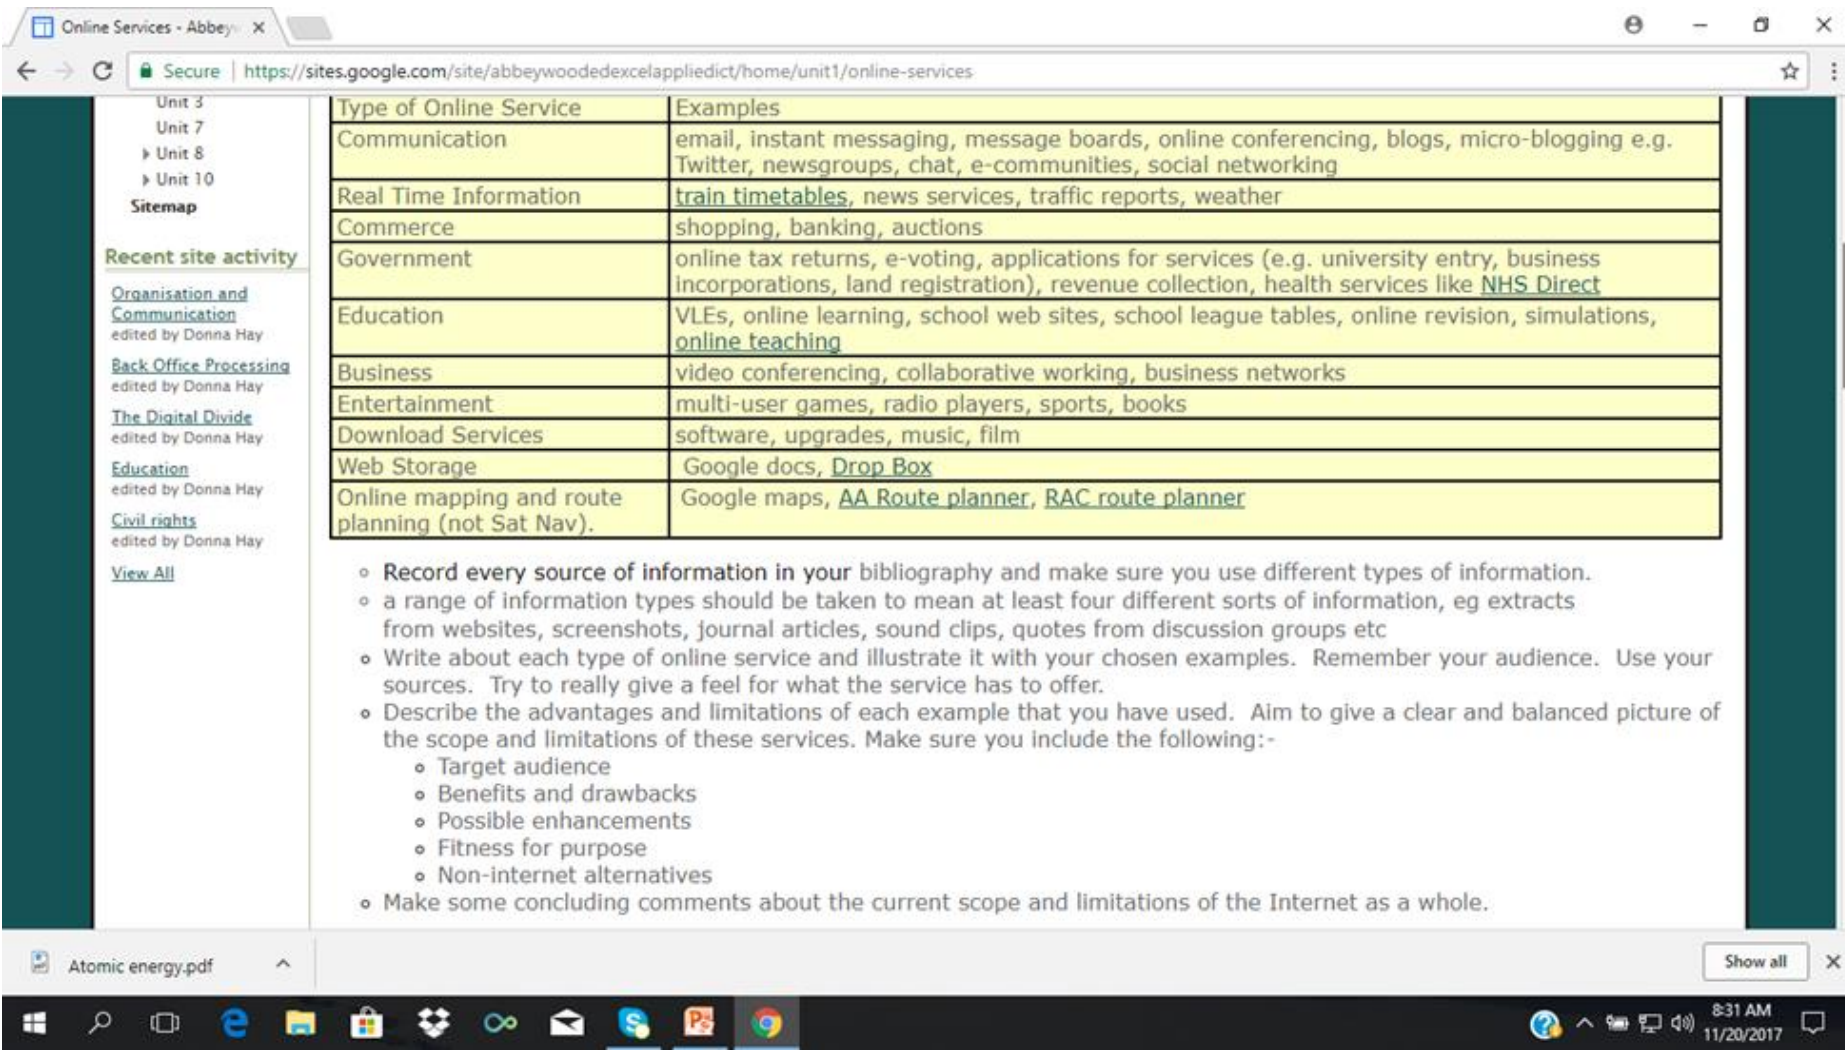 Online Services - Abbeyw
Secure | https://sites.google.com/site/abbeywoodedexcelappliedict/home/unit1/online-services
Unit 3
Unit 7
Unit 8
Unit 10
Sitemap
Recent site activity
Organisation and
Communication
edited by Donna Hay
Back Office Processing
edited by Donna Hay
The Digital Divide
edited by Donna Hay
Education
edited by Donna Hay
Civil rights
edited by Donna Hay
View All
Type of Online Service Examples
Communication email, instant messaging, message boards, online conferencing, blogs, micro-blogging e.g.
Twitter, newsgroups, chat, e-communities, social networking
Real Time Information train timetables, news services, traffic reports, weather
Commerce shopping, banking, auctions
Government online tax returns, e-voting, applications for services (e.g. university entry, business
incorporations, land registration), revenue collection, health services like NHS Direct
Education VLEs, online learning, school web sites, school league tables, online revision, simulations,
online teaching
Business video conferencing, collaborative working, business networks
Entertainment multi-user games, radio players, sports, books
Download Services software, upgrades, music, film
Web Storage Google docs, Drop Box
Online mapping and route Google maps, AA Route planner, RAC route planner
planning (not Sat Nav).
Record every source of information in your bibliography and make sure you use different types of information.
a range of information types should be taken to mean at least four different sorts of information, eg extracts
from websites, screenshots, journal articles, sound clips, quotes from discussion groups etc
Write about each type of online service and illustrate it with your chosen examples. Remember your audience. Use your
sources. Try to really give a feel for what the service has to offer.
Describe the advantages and limitations of each example that you have used. Aim to give a clear and balanced picture of
the scope and limitations of these services. Make sure you include the following:-
Target audience
Benefits and drawbacks
Possible enhancements
Fitness for purpose
Non-internet alternatives
Make some concluding comments about the current scope and limitations of the Internet as a whole.
Atomic energy.pdf
Show all
8:31 AM
11/20/2017